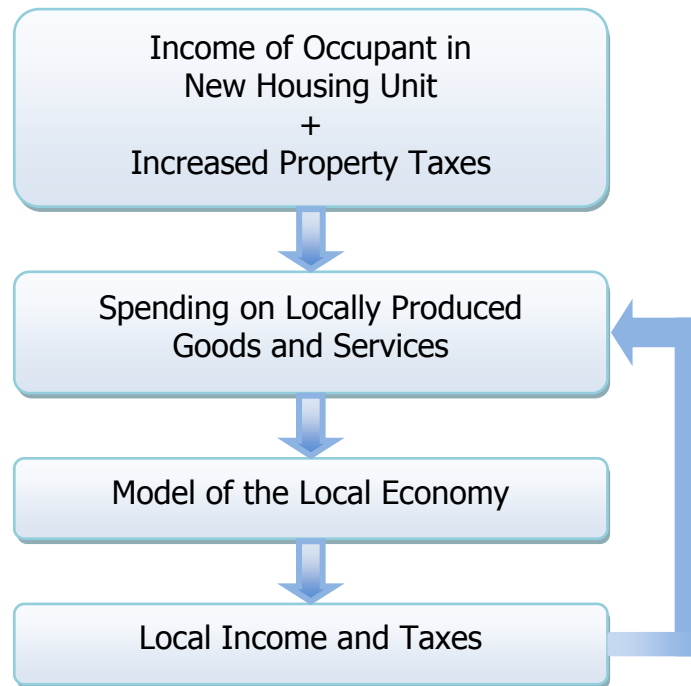 Income of Occupant in
New Housing Unit
+
Increased Property Taxes
Spending on Locally Produced
Goods and Services
Model of the Local Economy
Local Income and Taxes